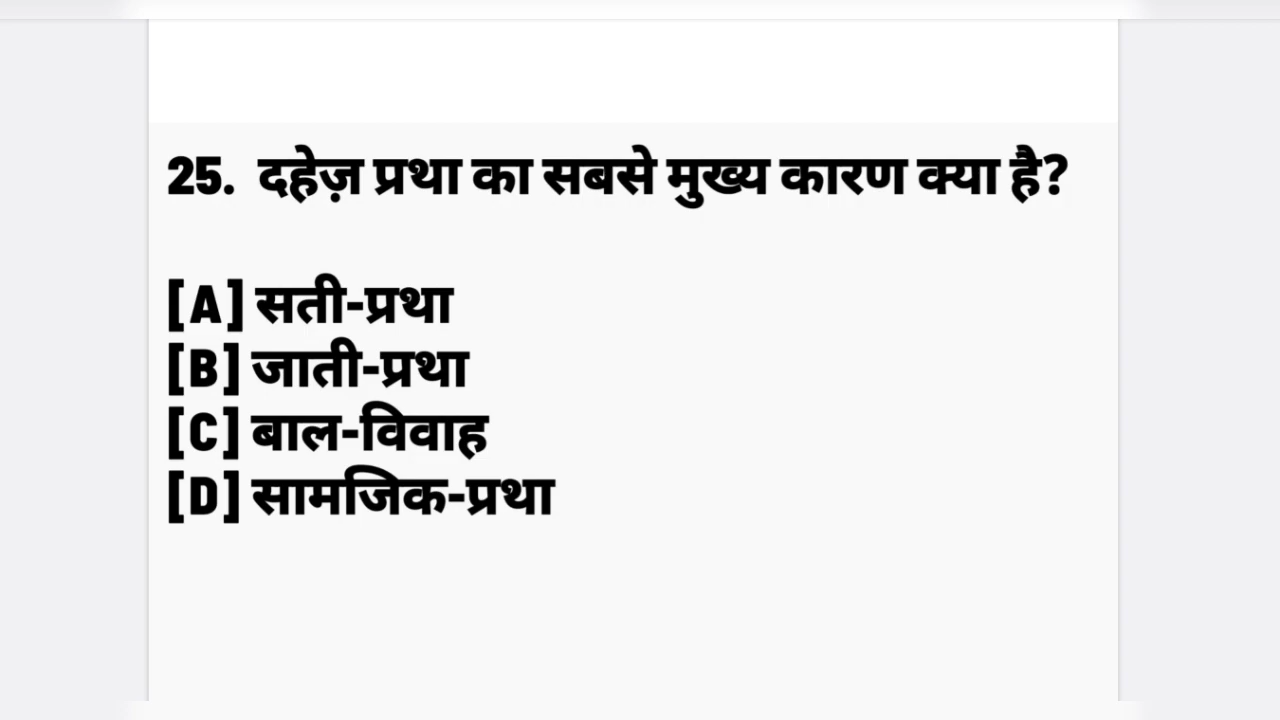 25. दहेज़ प्रथा का सबसे मुख्य कारण क्या है?
[A] सती-प्रथा
[B] जाती-प्रथा
[C] बाल-विवाह
[D] सामजिक-प्रथा